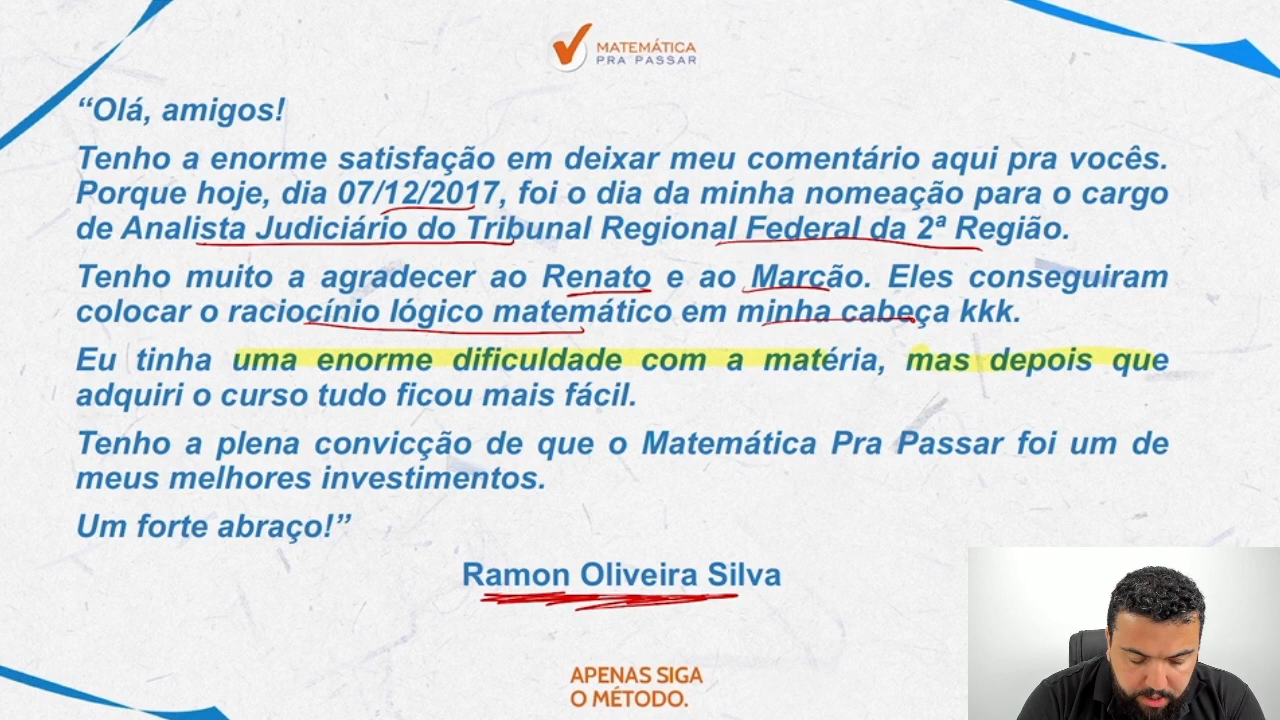 MATEMÁTICA
PRA PASSAR
“Olá, amigos!
Tenho a enorme satisfação em deixar meu comentário aqui pra vocês.
Porque hoje, dia 07/12/2017, foi o dia da minha nomeação para o cargo
de Analista Judiciário do Tribunal Regional Federal da 2ª Região.
Tenho muito a agradecer ao Renato e ao Marcão. Eles conseguiram
colocar o raciocínio lógico matemático em minha cabeça kkk.
Eu tinha uma enorme dificuldade com a matéria, mas depois que
adquiri o curso tudo ficou mais fácil.
Tenho a plena convicção de que o Matemática Pra Passar foi um de
meus melhores investimentos.
Um forte abraço!”
Ramon Oliveira Silva
APENAS SIGA
O MÉTODO.